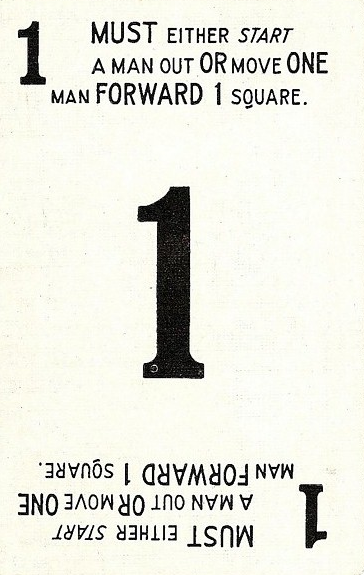 1 MUST EITHER START
A MAN OUT OR MOVE ONE
MAN FORWARD 1 SQUARE.
1
1 MUST EITHER START
A MAN OUT OR MOVE ONE
MAN FORWARD 1 SQUARE.